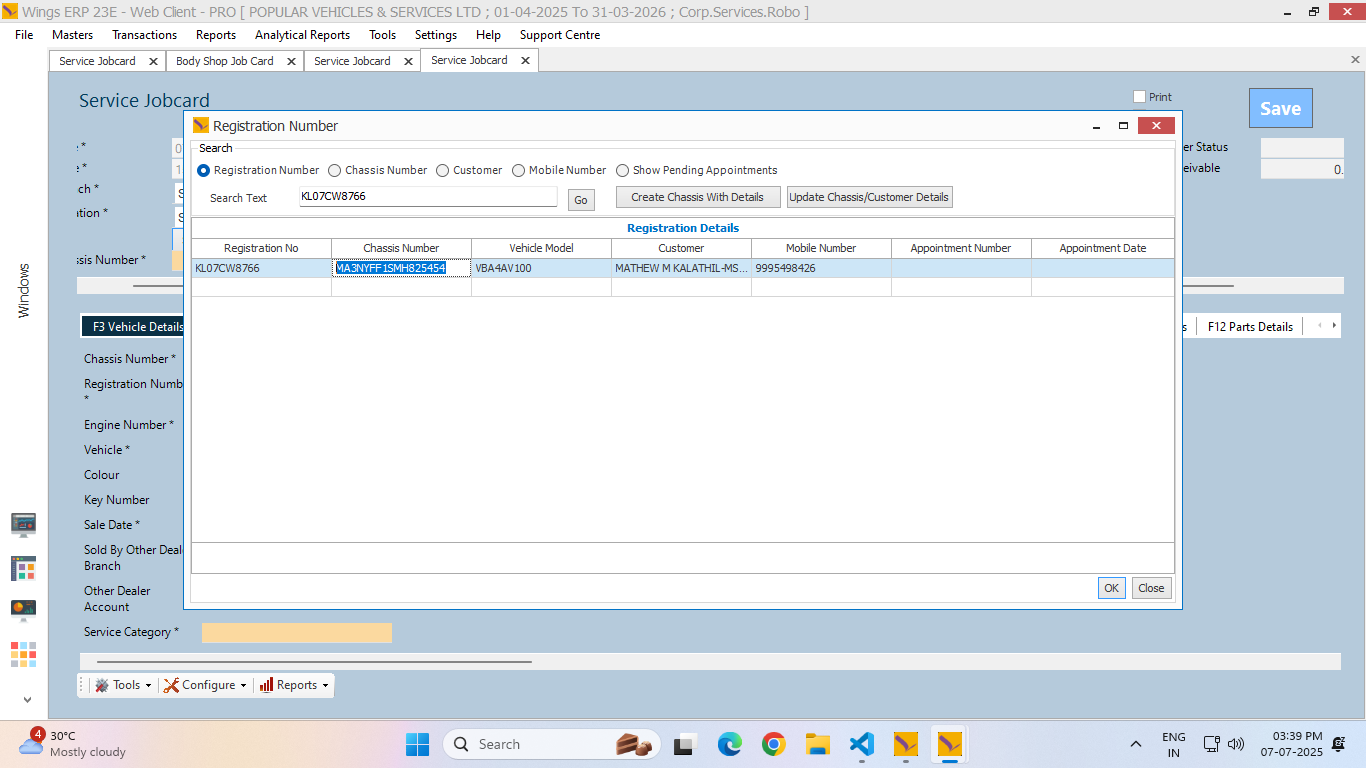 Wings ERP 23E - Web Client - PRO [ POPULAR VEHICLES & SERVICES LTD ; 01-04-2025 To 31-03-2026 ; Corp.Services.Robo ]
File Masters Transactions Reports Analytical Reports Tools Settings Help Support Centre
Service Jobcard Body Shop Job Card Service Jobcard Service Jobcard
Service Jobcard
Print
Save
Registration Number
Search
Registration Number Chassis Number Customer Mobile Number Show Pending Appointments
Search Text KL07CW8766 Go Create Chassis With Details Update Chassis/Customer Details
Registration Details
Registration No Chassis Number Vehicle Model Customer Mobile Number Appointment Number Appointment Date
KL07CW8766 MA3NYFF1SMH825454 VBA4AV100 MATHEW M KALATHIL-MS... 9995498426
OK Close
er Status
eivable 0.
* 0
e * 1
ch * S
ation * S
ssis Number *
Windows
F3 Vehicle Details
s F12 Parts Details
Chassis Number *
Registration Numb
*
Engine Number *
Vehicle *
Colour
Key Number
Sale Date *
Sold By Other Deal
Branch
Other Dealer
Account
Service Category *
Tools Configure Reports
4 30°C
Mostly cloudy
Search
ENG
IN
03:39 PM
07-07-2025